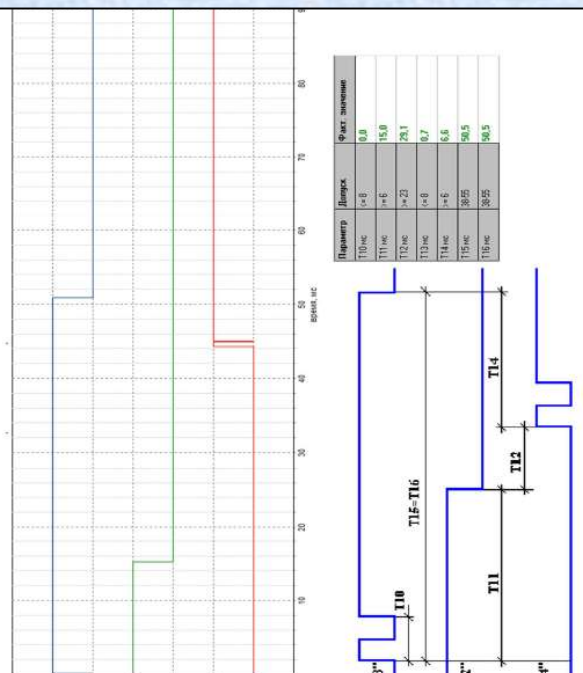 Параметр Допуск Факт. значение
T10 мс <= 8 0,0
T11 мс >= 6 15,0
T12 мс >= 23 29,1
T13 мс <= 8 0,7
T14 мс >= 6 6,6
T15 мс 38-55 50,5
T16 мс 38-55 50,5
10 20 30 40 50 60 70 80
время, мс
T10
T15=T16
T11
T12
T14
3"
2"
4"